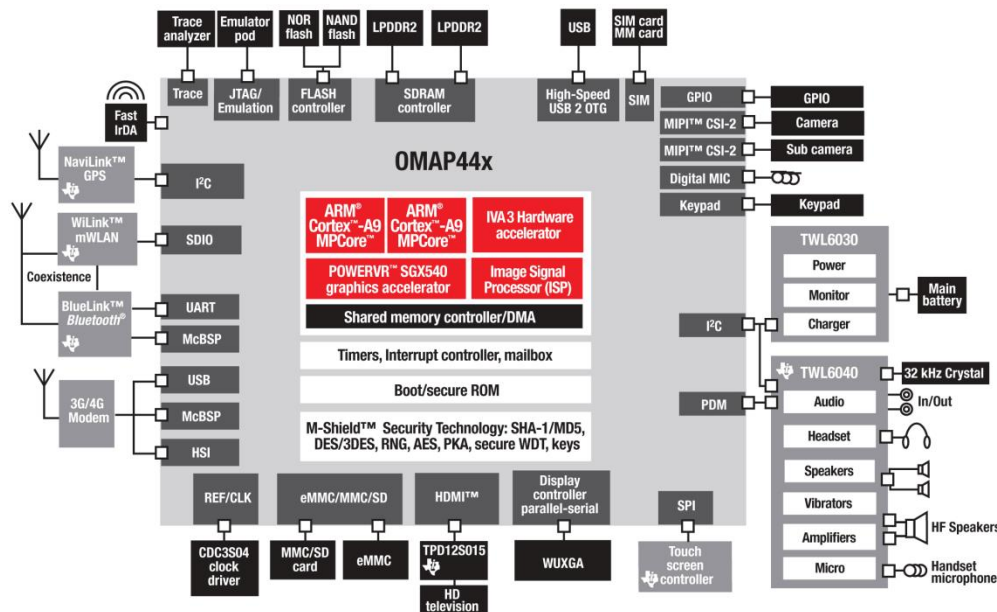 Trace
analyzer
Emulator
pod
NOR
flash
NAND
flash
LPDDR2
LPDDR2
USB
SIM card
MM card
Trace
JTAG/
Emulation
FLASH
controller
SDRAM
controller
High-Speed
USB 2 OTG
SIM
GPIO
GPIO
MIPI™ CSI-2
Camera
MIPI™ CSI-2
Sub camera
Digital MIC
Keypad
Keypad
Fast
IrDA
NaviLink™
GPS
I²C
WiLink™
mWLAN
SDIO
Coexistence
BlueLink™
Bluetooth®
UART
McBSP
3G/4G
Modem
USB
McBSP
HSI
OMAP44x
ARM®
Cortex™-A9
MPCore™
ARM®
Cortex™-A9
MPCore™
IVA3 Hardware
accelerator
POWERVR™ SGX540
graphics accelerator
Image Signal
Processor (ISP)
Shared memory controller/DMA
Timers, Interrupt controller, mailbox
Boot/secure ROM
M-Shield™ Security Technology: SHA-1/MD5,
DES/3DES, RNG, AES, PKA, secure WDT, keys
I²C
PDM
TWL6030
Power
Monitor
Charger
Main
battery
TWL6040
32 kHz Crystal
Audio
In/Out
Headset
Speakers
Vibrators
Amplifiers
HF Speakers
Micro
Handset
microphone
REF/CLK
eMMC/MMC/SD
HDMI™
Display
controller
parallel-serial
SPI
CDC3S04
clock
driver
MMC/SD
card
eMMC
TPD12S015
HD
television
WUXGA
Touch
screen
controller